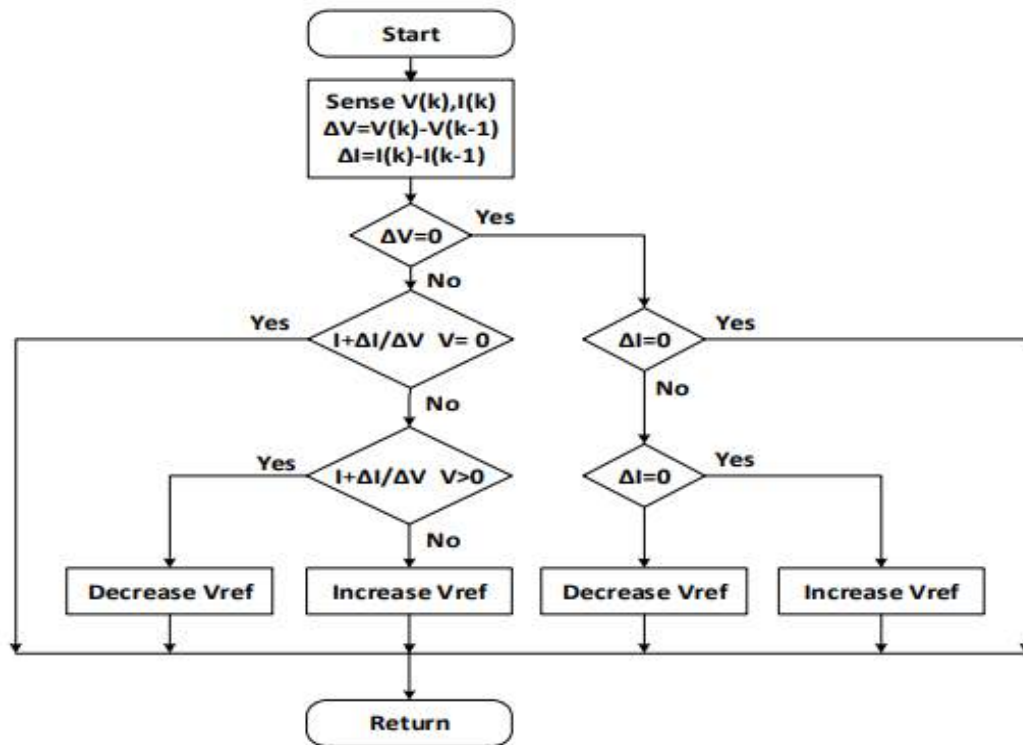 Start
Sense V(k),I(k)
ΔV=V(k)-V(k-1)
ΔI=I(k)-I(k-1)
Yes
ΔV=0
No
Yes
I+ΔI/ΔV V= 0
ΔI=0
Yes
No
No
Yes
I+ΔI/ΔV V>0
ΔI=0
Yes
No
Decrease Vref
Increase Vref
Decrease Vref
Increase Vref
Return